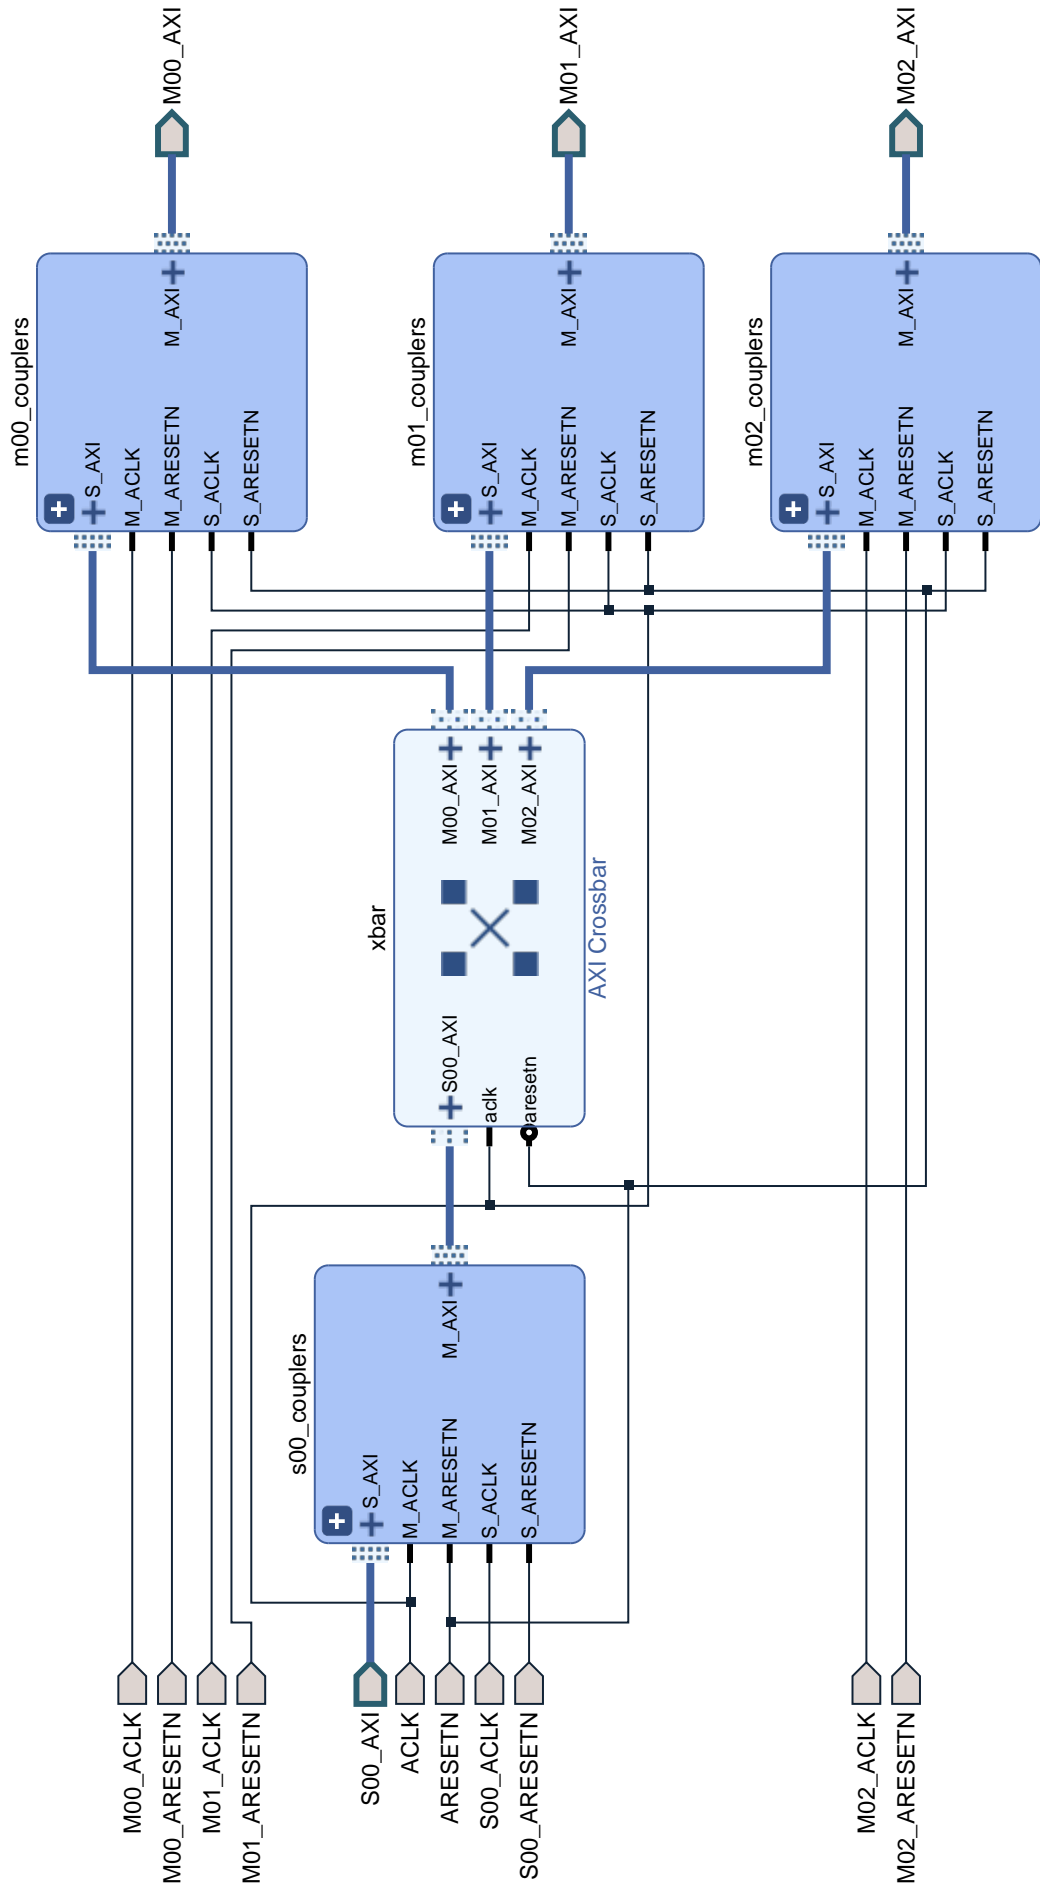 M00_ACLK
M00_ARESETN
M01_ACLK
M01_ARESETN
S00_AXI
ACLK
ARESETN
S00_ACLK
S00_ARESETN
M02_ACLK
M02_ARESETN
s00_couplers
S_AXI
M_ACLK
M_ARESETN
S_ACLK
S_ARESETN
M_AXI
xbar
S00_AXI
aclk
aresetn
M00_AXI
M01_AXI
M02_AXI
AXI Crossbar
m00_couplers
S_AXI
M_ACLK
M_ARESETN
S_ACLK
S_ARESETN
M_AXI
m01_couplers
S_AXI
M_ACLK
M_ARESETN
S_ACLK
S_ARESETN
M_AXI
m02_couplers
S_AXI
M_ACLK
M_ARESETN
S_ACLK
S_ARESETN
M_AXI
M00_AXI
M01_AXI
M02_AXI